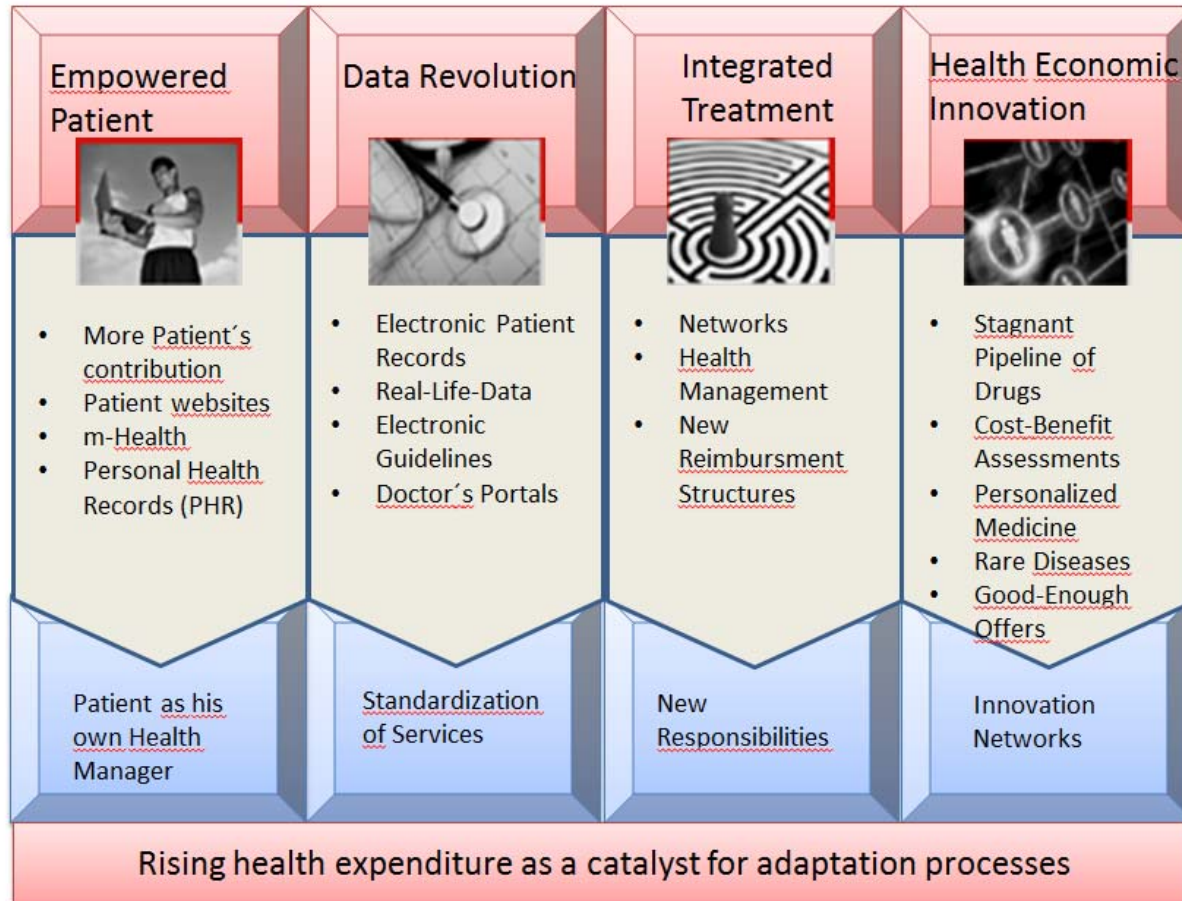 Empowered
Patient
Data Revolution
Integrated
Treatment
Health Economic
Innovation
• More Patient´s
contribution
• Patient websites
• m-Health
• Personal Health
Records (PHR)
• Electronic Patient
Records
• Real-Life-Data
• Electronic
Guidelines
• Doctor´s Portals
• Networks
• Health
Management
• New
Reimbursment
Structures
• Stagnant
Pipeline of
Drugs
• Cost-Benefit
Assessments
• Personalized
Medicine
• Rare Diseases
• Good-Enough
Offers
Patient as his
own Health
Manager
Standardization
of Services
New
Responsibilities
Innovation
Networks
Rising health expenditure as a catalyst for adaptation processes